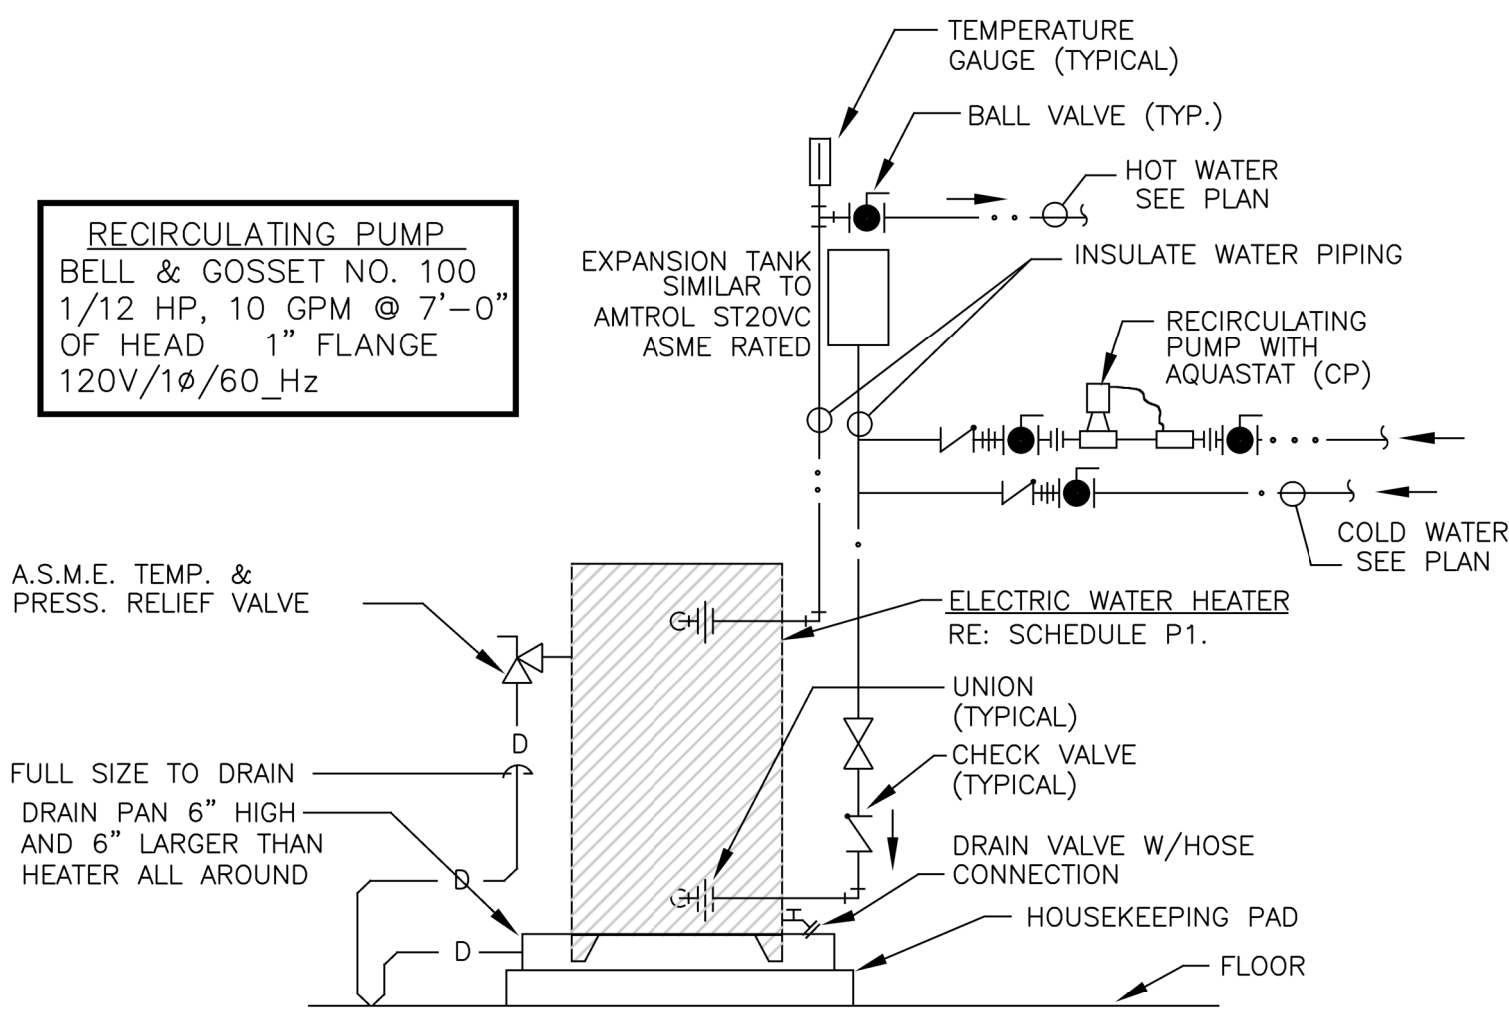 TEMPERATURE
GAUGE (TYPICAL)
BALL VALVE (TYP.)
HOT WATER
SEE PLAN
RECIRCULATING PUMP
BELL & GOSSET NO. 100
1/12 HP, 10 GPM @ 7'-0"
OF HEAD 1" FLANGE
120V/1ø/60_Hz
EXPANSION TANK
SIMILAR TO
AMTROL ST20VC
ASME RATED
INSULATE WATER PIPING
RECIRCULATING
PUMP WITH
AQUASTAT (CP)
COLD WATER
SEE PLAN
A.S.M.E. TEMP. &
PRESS. RELIEF VALVE
ELECTRIC WATER HEATER
RE: SCHEDULE P1.
UNION
(TYPICAL)
D
CHECK VALVE
(TYPICAL)
FULL SIZE TO DRAIN
DRAIN PAN 6" HIGH
AND 6" LARGER THAN
HEATER ALL AROUND
D
DRAIN VALVE W/HOSE
CONNECTION
HOUSEKEEPING PAD
D
FLOOR